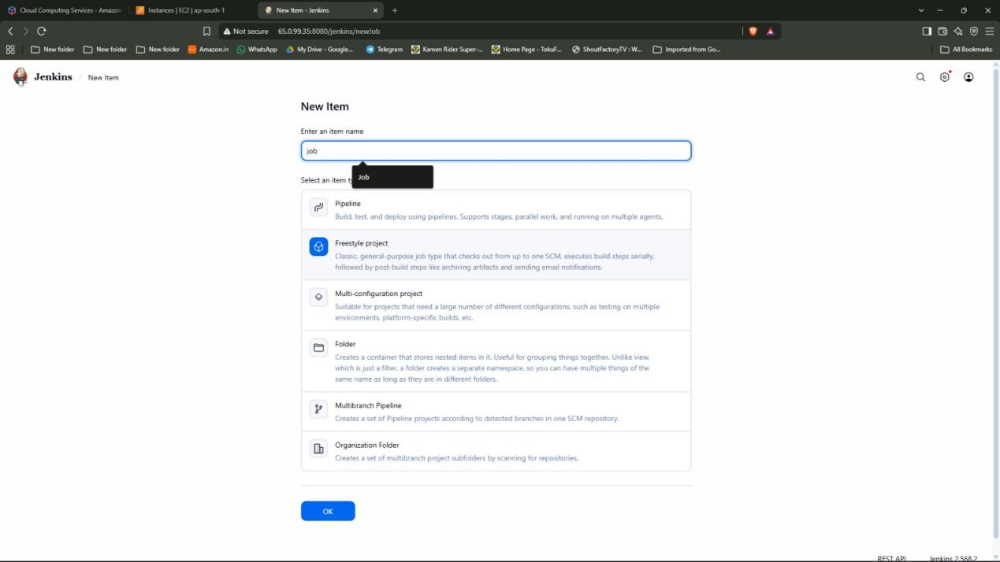 Cloud Computing Services - Amazon
Instances | EC2 | ap-south-1
New Item - Jenkins
Not secure 65.0.99.35:8080/jenkins/newJob
New folder
New folder
New folder
Amazon.in
WhatsApp
My Drive - Google...
Telegram
Kamen Rider Super-...
Home Page - TokuF...
ShoutFactoryTV : W...
Imported from Go...
All Bookmarks
Jenkins / New Item
New Item
Enter an item name
job
Job
Select an item ty
Pipeline
Build, test, and deploy using pipelines. Supports stages, parallel work, and running on multiple agents.
Freestyle project
Classic, general-purpose job type that checks out from up to one SCM, executes build steps serially,
followed by post-build steps like archiving artifacts and sending email notifications.
Multi-configuration project
Suitable for projects that need a large number of different configurations, such as testing on multiple
environments, platform-specific builds, etc.
Folder
Creates a container that stores nested items in it. Useful for grouping things together. Unlike view,
which is just a filter, a folder creates a separate namespace, so you can have multiple things of the
same name as long as they are in different folders.
Multibranch Pipeline
Creates a set of Pipeline projects according to detected branches in one SCM repository.
Organization Folder
Creates a set of multibranch project subfolders by scanning for repositories.
OK
REST API
Jenkins 2.568.2